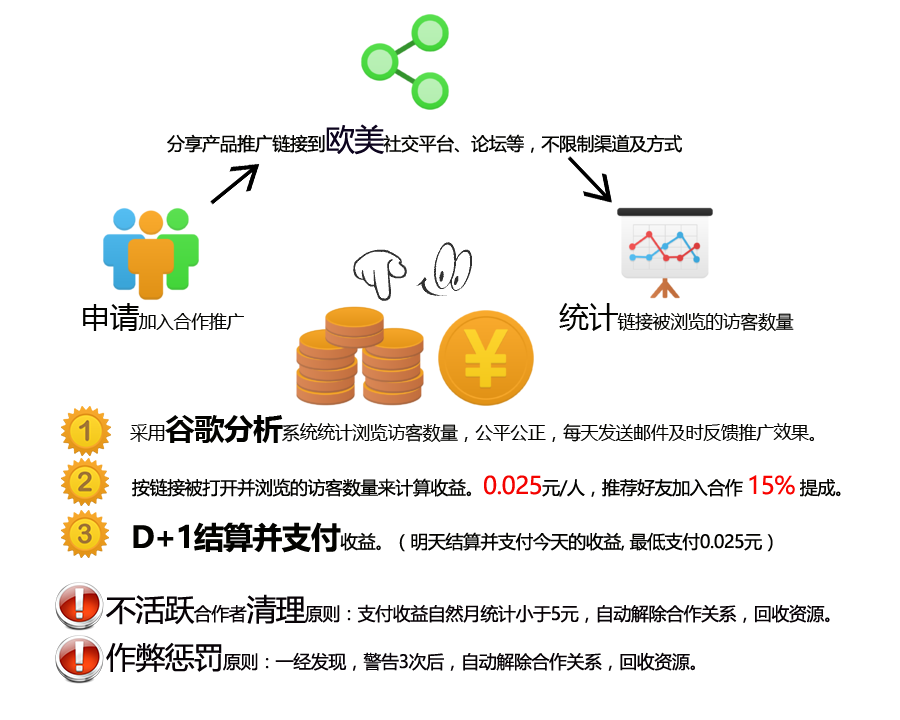 分享产品推广链接到欧美社交平台、论坛等，不限制渠道及方式
申请加入合作推广
统计链接被浏览的访客数量
¥
1 采用谷歌分析系统统计浏览访客数量，公平公正，每天发送邮件及时反馈推广效果。
2 按链接被打开并浏览的访客数量来计算收益。0.025元/人，推荐好友加入合作 15% 提成。
3 D+1结算并支付收益。（明天结算并支付今天的收益, 最低支付0.025元）
! 不活跃合作者清理原则：支付收益自然月统计小于5元，自动解除合作关系，回收资源。
! 作弊惩罚原则：一经发现，警告3次后，自动解除合作关系，回收资源。